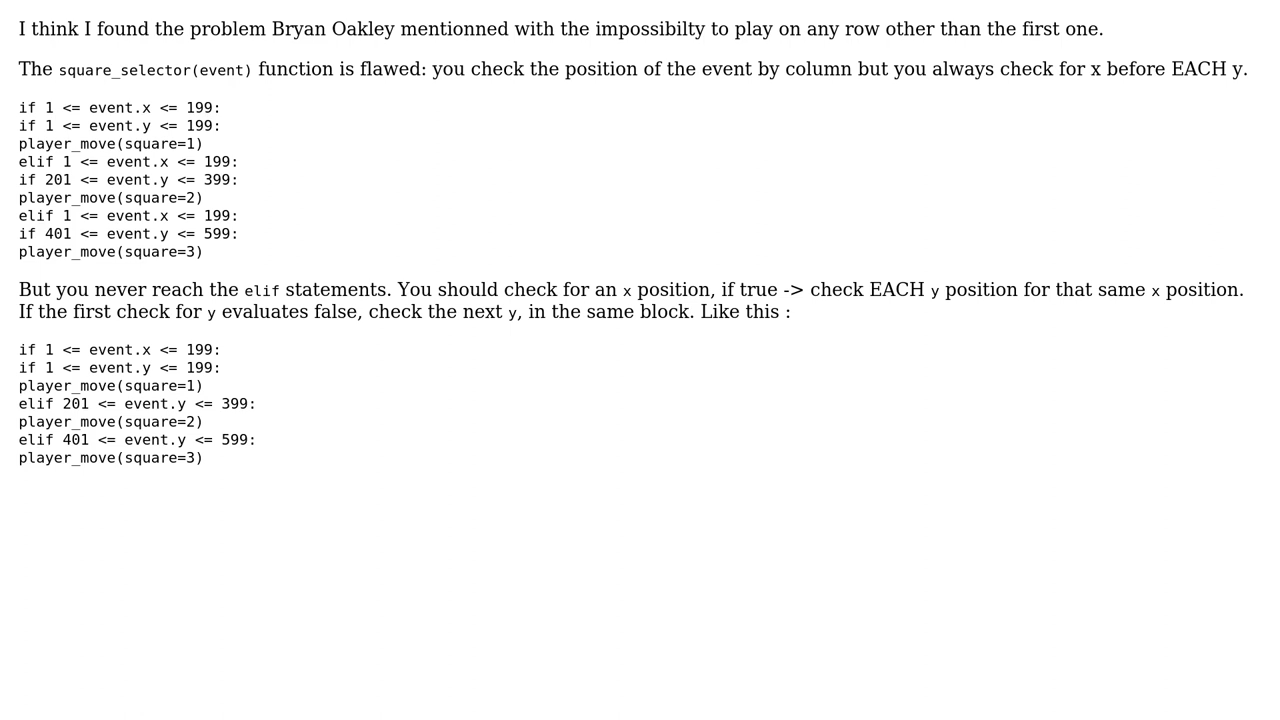 I think I found the problem Bryan Oakley mentionned with the impossibilty to play on any row other than the first one.
The square_selector(event) function is flawed: you check the position of the event by column but you always check for x before EACH y.
if 1 <= event.x <= 199:
if 1 <= event.y <= 199:
player_move(square=1)
elif 1 <= event.x <= 199:
if 201 <= event.y <= 399:
player_move(square=2)
elif 1 <= event.x <= 199:
if 401 <= event.y <= 599:
player_move(square=3)
But you never reach the elif statements. You should check for an x position, if true -> check EACH y position for that same x position.
If the first check for y evaluates false, check the next y, in the same block. Like this :
if 1 <= event.x <= 199:
if 1 <= event.y <= 199:
player_move(square=1)
elif 201 <= event.y <= 399:
player_move(square=2)
elif 401 <= event.y <= 599:
player_move(square=3)